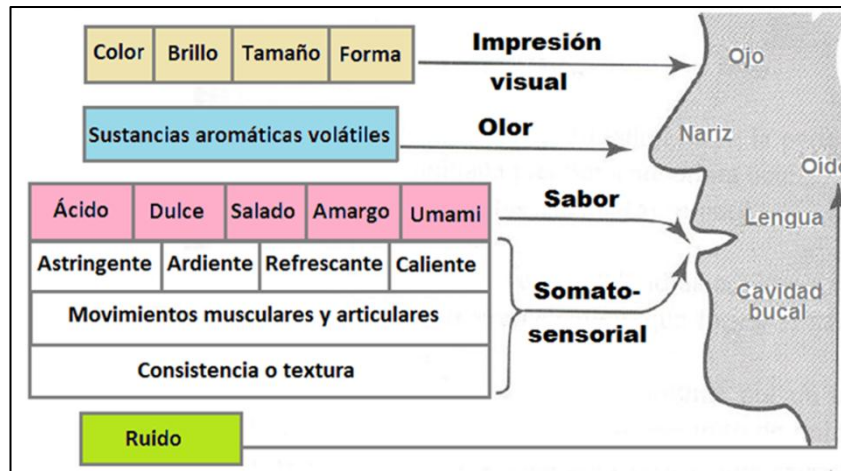 Color Brillo Tamaño Forma
Impresión
visual
Ojo
Sustancias aromáticas volátiles
Olor
Nariz
Oído
Ácido Dulce Salado Amargo Umami
Sabor
Lengua
Astringente Ardiente Refrescante Caliente
Movimientos musculares y articulares
Consistencia o textura
Somato-
sensorial
Cavidad
bucal
Ruido